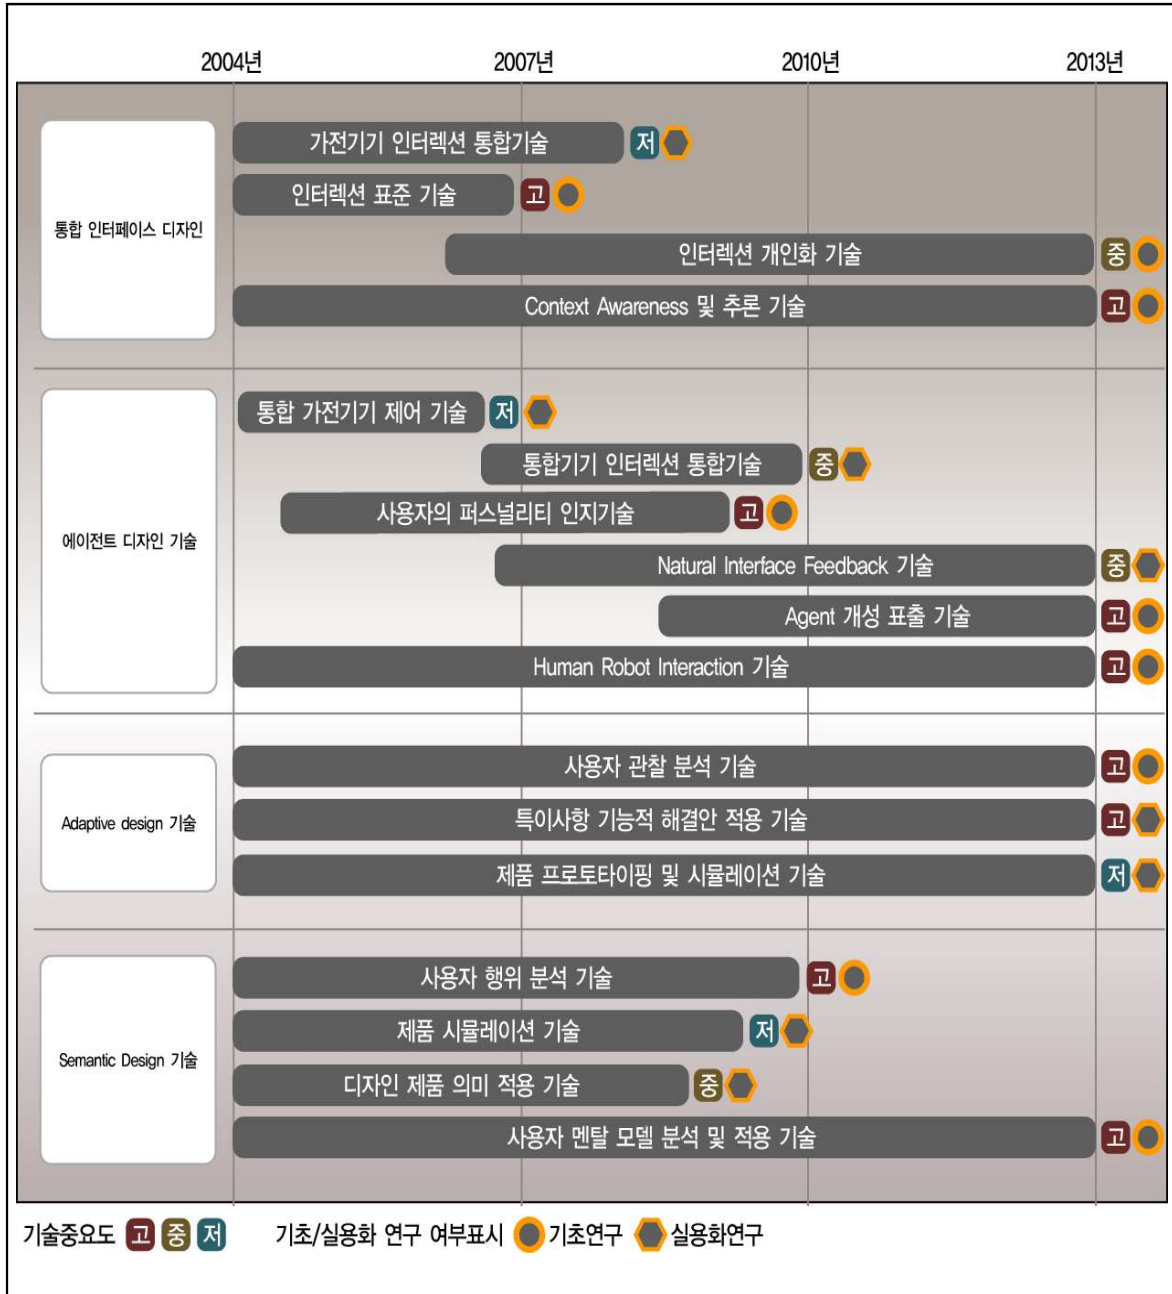 2004년 2007년 2010년 2013년
통합 인터페이스 디자인
가전기기 인터렉션 통합기술 저
인터렉션 표준 기술 고
인터렉션 개인화 기술 중
Context Awareness 및 추론 기술 고
에이전트 디자인 기술
통합 가전기기 제어 기술 저
통합기기 인터렉션 통합기술 중
사용자의 퍼스널리티 인지기술 고
Natural Interface Feedback 기술 중
Agent 개성 표출 기술 고
Human Robot Interaction 기술 고
Adaptive design 기술
사용자 관찰 분석 기술 고
특이사항 기능적 해결안 적용 기술 고
제품 프로토타이핑 및 시뮬레이션 기술 저
Semantic Design 기술
사용자 행위 분석 기술 고
제품 시뮬레이션 기술 저
디자인 제품 의미 적용 기술 중
사용자 멘탈 모델 분석 및 적용 기술 고
기술중요도 고 중 저 기초/실용화 연구 여부표시 기초연구 실용화연구